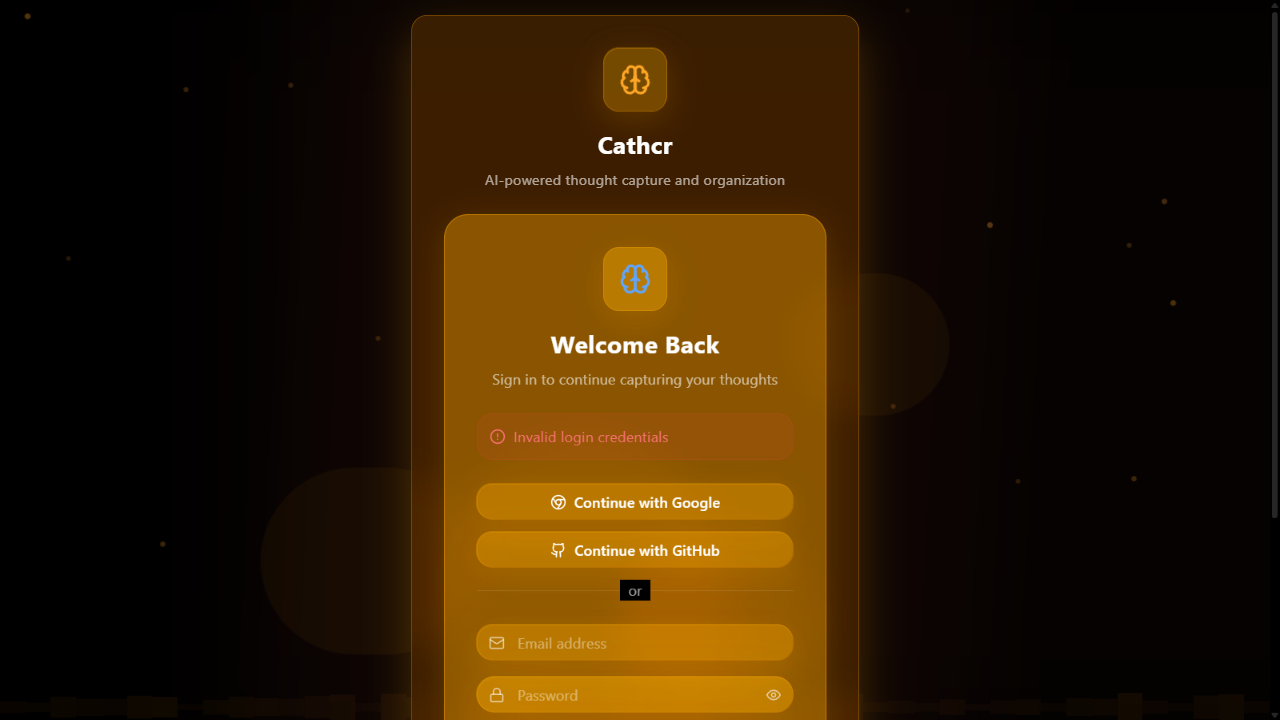 Cathcr
AI-powered thought capture and organization
Welcome Back
Sign in to continue capturing your thoughts
Invalid login credentials
Continue with Google
Continue with GitHub
or
Email address
Password